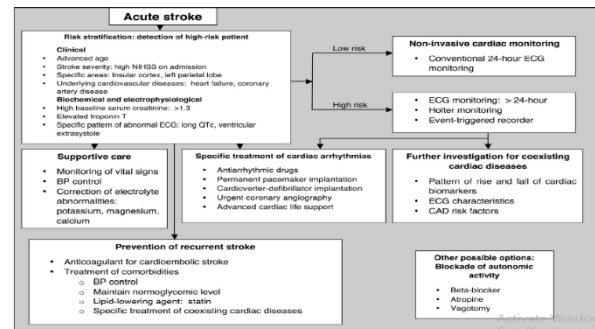 Acute stroke
Risk stratification: detection of high-risk patient
Clinical
• Advanced age
• Stroke severity: high NIHSS on admission
• Specific areas: Insular cortex, left parietal lobe
• Underlying cardiovascular diseases: heart failure, coronary
artery disease
Biochemical and electrophysiological
• High baseline serum creatinine: >1.3
• Elevated troponin T
• Specific pattern of abnormal ECG: long QTc, ventricular
extrasystole
Low risk
Non-invasive cardiac monitoring
• Conventional 24-hour ECG
monitoring
High risk
• ECG monitoring: > 24-hour
• Holter monitoring
• Event-triggered recorder
Supportive care
• Monitoring of vital signs
• BP control
• Correction of electrolyte
abnormalities:
potassium, magnesium,
calcium
Specific treatment of cardiac arrhythmias
• Antiarrhythmic drugs
• Permanent pacemaker implantation
• Cardioverter-defibrillator implantation
• Urgent coronary angiography
• Advanced cardiac life support
Further investigation for coexisting
cardiac diseases
• Pattern of rise and fall of cardiac
biomarkers
• ECG characteristics
• CAD risk factors
Prevention of recurrent stroke
• Anticoagulant for cardioembolic stroke
• Treatment of comorbidities
o BP control
o Maintain normoglycemic level
o Lipid-lowering agent: statin
o Specific treatment of coexisting cardiac diseases
Other possible options:
Blockade of autonomic
activity
• Beta-blocker
• Atropine
• Vagotomy
Activate Window